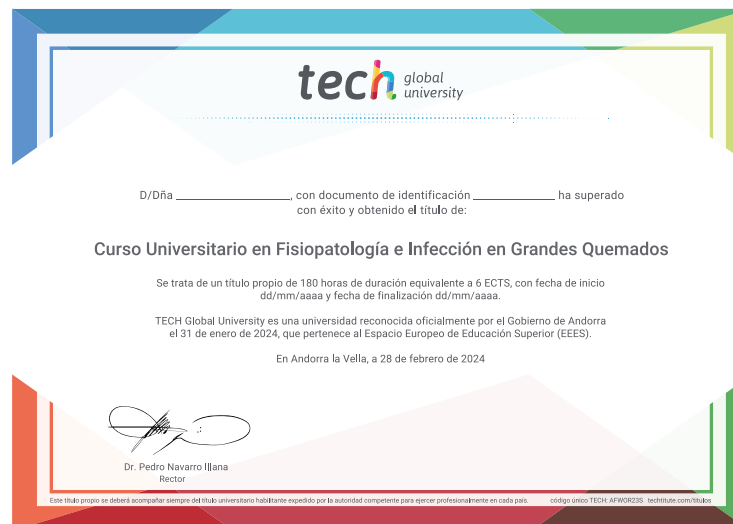 tech global university
D/Dña ____________________, con documento de identificación ______________ ha superado
con éxito y obtenido el título de:
Curso Universitario en Fisiopatología e Infección en Grandes Quemados
Se trata de un título propio de 180 horas de duración equivalente a 6 ECTS, con fecha de inicio
dd/mm/aaaa y fecha de finalización dd/mm/aaaa.
TECH Global University es una universidad reconocida oficialmente por el Gobierno de Andorra
el 31 de enero de 2024, que pertenece al Espacio Europeo de Educación Superior (EEES).
En Andorra la Vella, a 28 de febrero de 2024
Dr. Pedro Navarro Illana
Rector
Este título propio se deberá acompañar siempre del título universitario habilitante expedido por la autoridad competente para ejercer profesionalmente en cada país. código único TECH: AFWOR23S techtitute.com/titulos